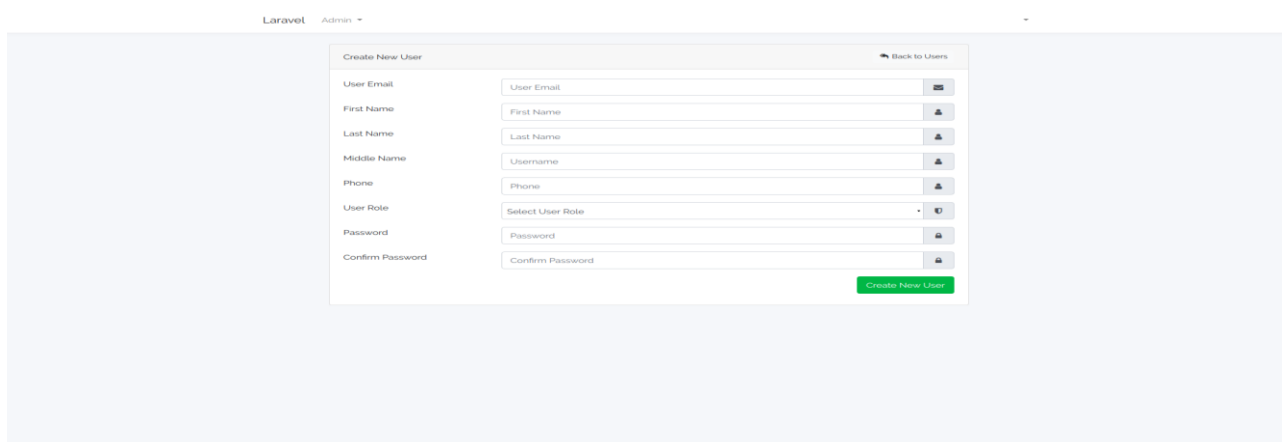 Laravel Admin
Create New User Back to Users
User Email User Email
First Name First Name
Last Name Last Name
Middle Name Username
Phone Phone
User Role Select User Role
Password Password
Confirm Password Confirm Password
Create New User